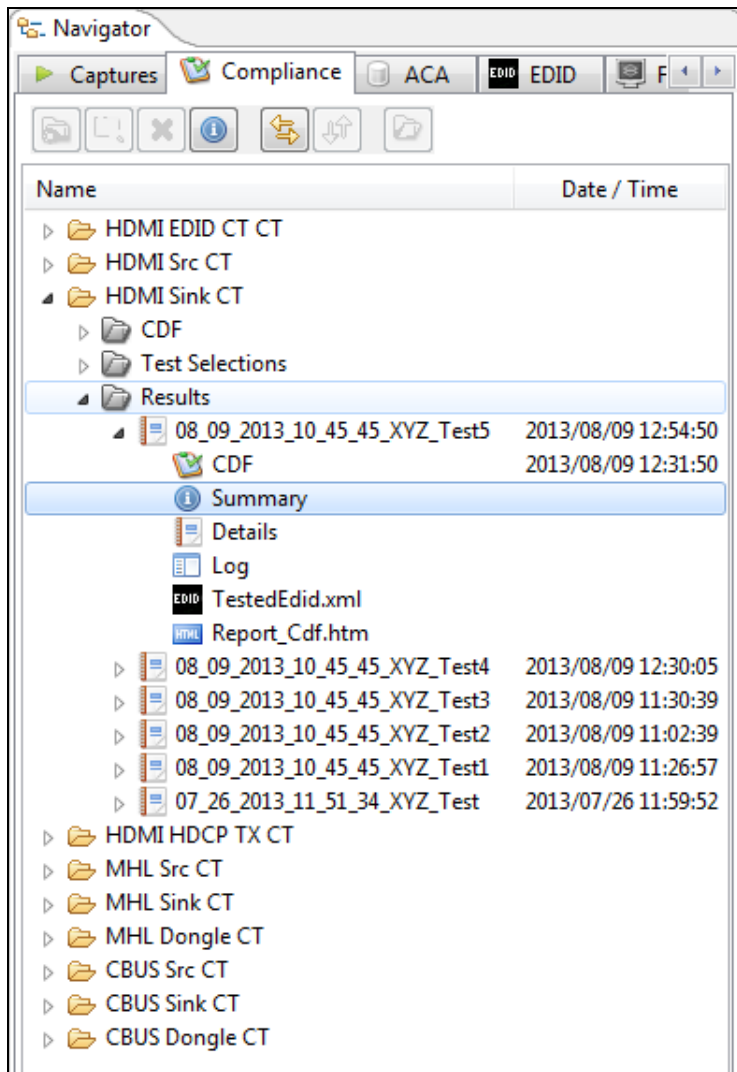 Navigator
Captures Compliance ACA EDID EDID F
Name Date / Time
HDMI EDID CT CT
HDMI Src CT
HDMI Sink CT
CDF
Test Selections
Results
08_09_2013_10_45_45_XYZ_Test5 2013/08/09 12:54:50
CDF 2013/08/09 12:31:50
Summary
Details
Log
EDID TestedEdid.xml
HTML Report_Cdf.htm
08_09_2013_10_45_45_XYZ_Test4 2013/08/09 12:30:05
08_09_2013_10_45_45_XYZ_Test3 2013/08/09 11:30:39
08_09_2013_10_45_45_XYZ_Test2 2013/08/09 11:02:39
08_09_2013_10_45_45_XYZ_Test1 2013/08/09 11:26:57
07_26_2013_11_51_34_XYZ_Test 2013/07/26 11:59:52
HDMI HDCP TX CT
MHL Src CT
MHL Sink CT
MHL Dongle CT
CBUS Src CT
CBUS Sink CT
CBUS Dongle CT